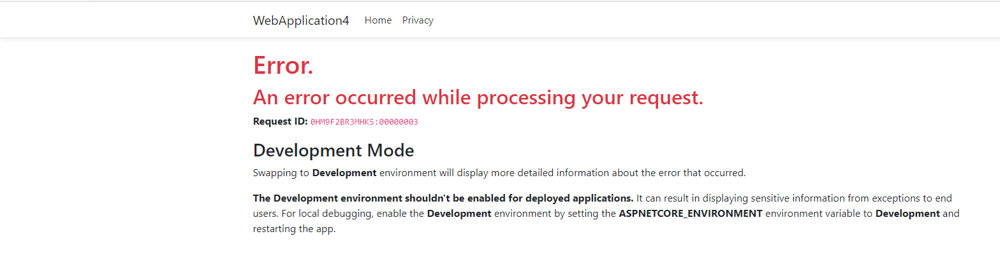 WebApplication4 Home Privacy
Error.
An error occurred while processing your request.
Request ID: 0HM9F2BR3MHK5:00000003
Development Mode
Swapping to Development environment will display more detailed information about the error that occurred.
The Development environment shouldn't be enabled for deployed applications. It can result in displaying sensitive information from exceptions to end
users. For local debugging, enable the Development environment by setting the ASPNETCORE_ENVIRONMENT environment variable to Development and
restarting the app.